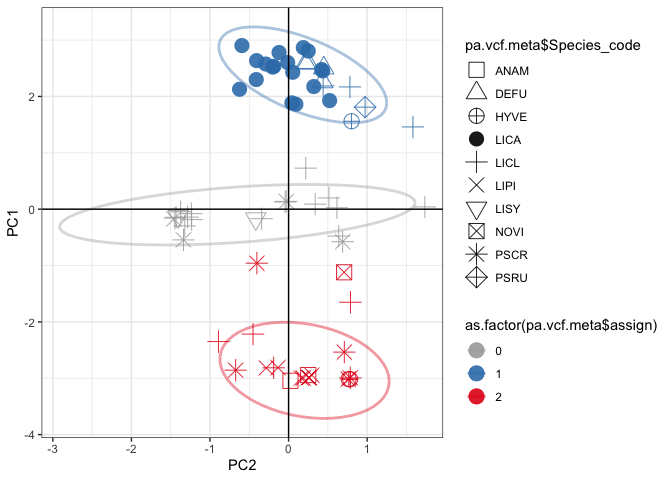 PC1
2
0
-2
-4
-3
-2
-1
0
1
PC2
pa.vcf.meta$Species_code
ANAM
DEFU
HYVE
LICA
LICL
LIPI
LISY
NOVI
PSCR
PSRU
as.factor(pa.vcf.meta$assign)
0
1
2